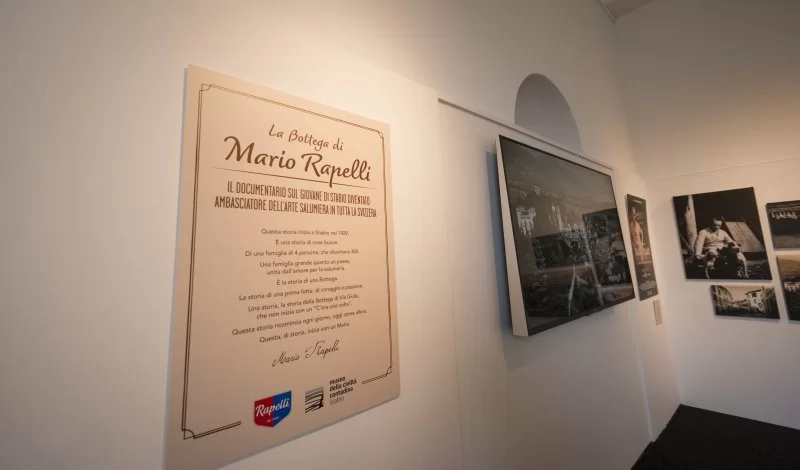 La Bottega di
Mario Rapelli
IL DOCUMENTARIO SUL GIOVANE DI STABIO DIVENTATO
AMBASCIATORE DELL'ARTE SALUMIERA IN TUTTA LA SVIZZERA
Questa storia inizia a Stabio nel 1929.
È una storia di cose buone.
Di una famiglia di 4 persone, che diventano 400.
Una famiglia grande quanto un paese,
unita dall'amore per la salumeria.
È la storia di una Bottega.
La storia di una prima fetta, di coraggio e passione.
Una storia, la storia della Bottega di Via Giulia,
che non inizia con un "C'era una volta".
Questa storia ricomincia ogni giorno, oggi come allora.
Questa, di storia, inizia con un Mario.
Mario Rapelli
Rapelli
museo
della civiltà
contadina
stabio